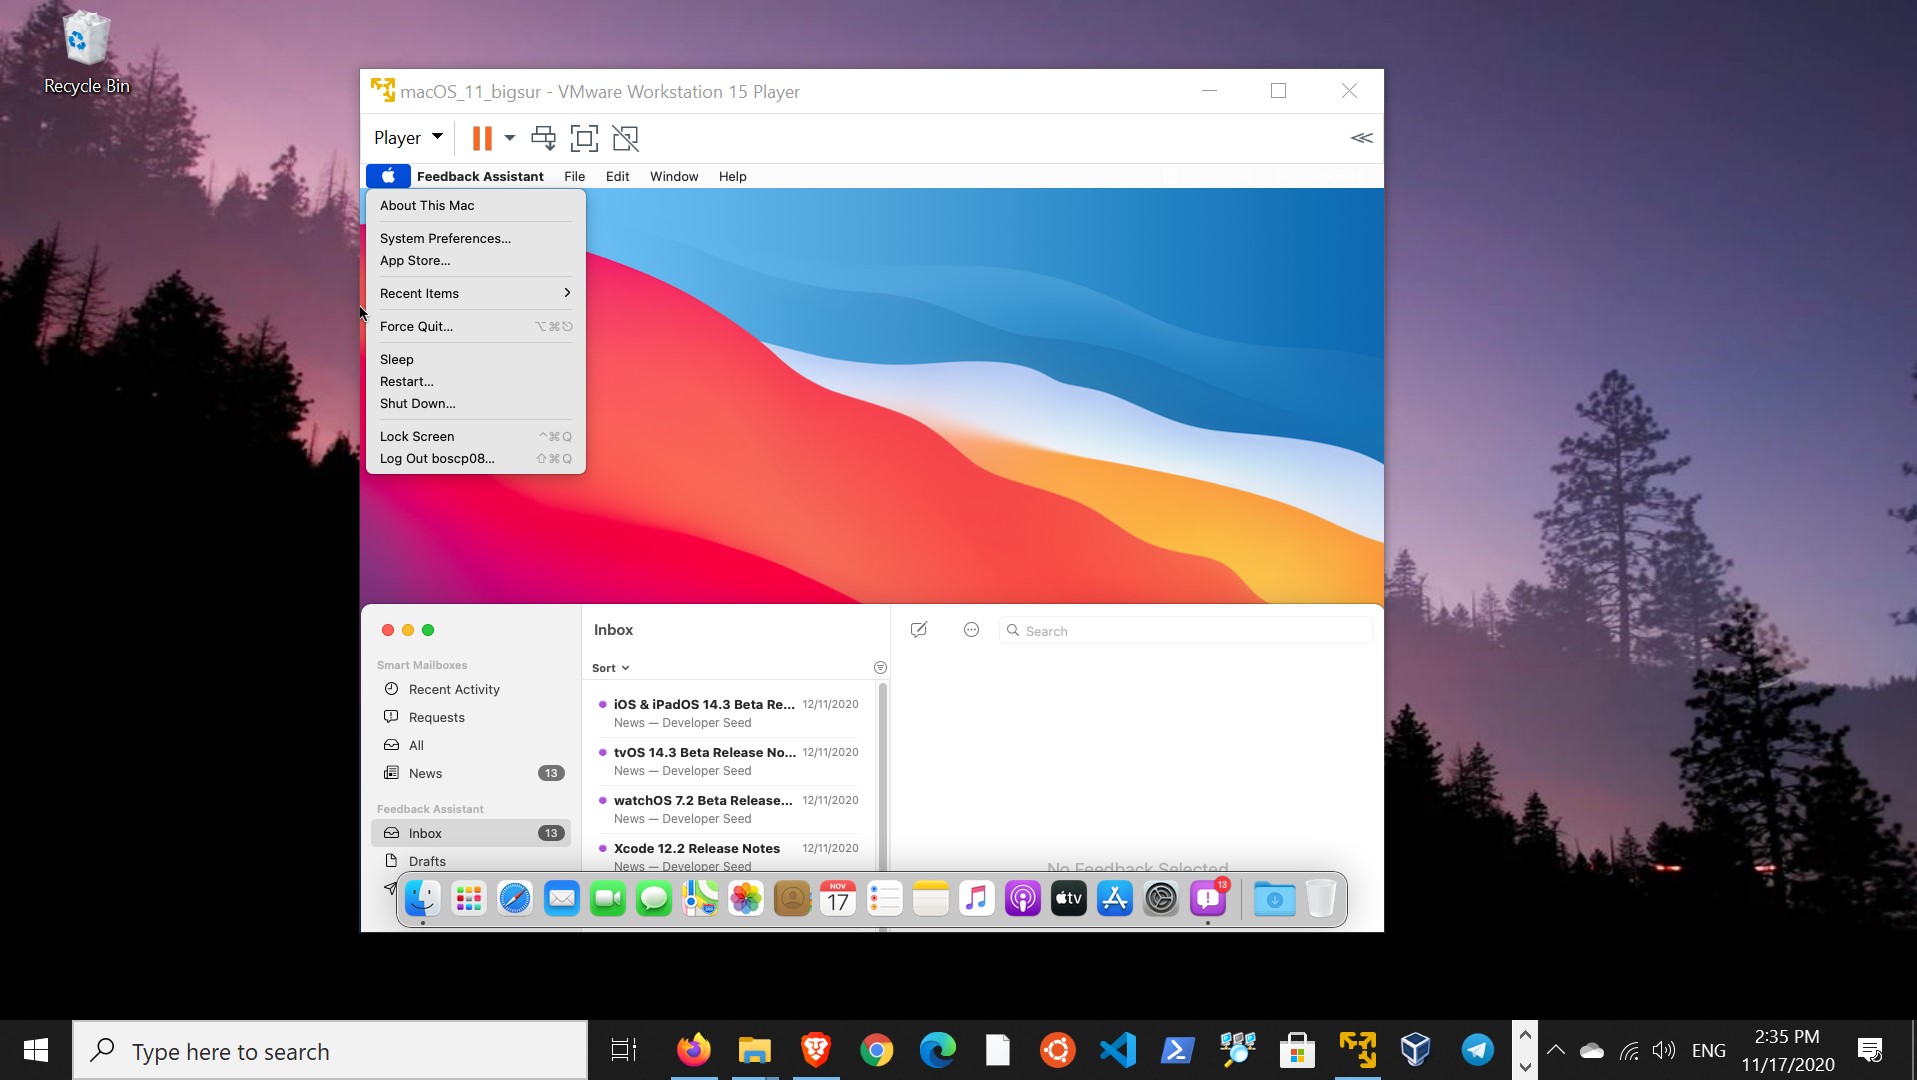 Recycle Bin
macOS_11_bigsur - VMware Workstation 15 Player
Player
Feedback Assistant File Edit Window Help
About This Mac
System Preferences...
App Store...
Recent Items
Force Quit... ⌥⌘⎋
Sleep
Restart...
Shut Down...
Lock Screen ^⌘Q
Log Out boscp08... ⇧⌘Q
Smart Mailboxes
Recent Activity
Requests
All
News 13
Feedback Assistant
Inbox 13
Drafts
Inbox
Sort
iOS & iPadOS 14.3 Beta Re... 12/11/2020
News — Developer Seed
tvOS 14.3 Beta Release No... 12/11/2020
News — Developer Seed
watchOS 7.2 Beta Release... 12/11/2020
News — Developer Seed
Xcode 12.2 Release Notes 12/11/2020
News — Developer Seed
Search
No Feedback Selected
NOV
17
tv
13
Type here to search
ENG
2:35 PM
11/17/2020